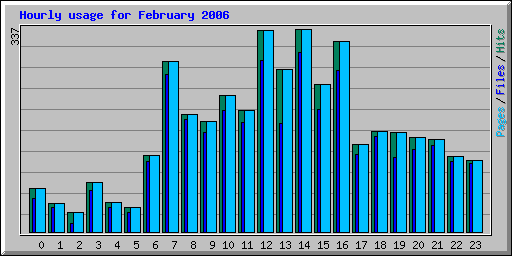 Hourly usage for February 2006
337
Pages / Files / Hits
0 1 2 3 4 5 6 7 8 9 10 11 12 13 14 15 16 17 18 19 20 21 22 23